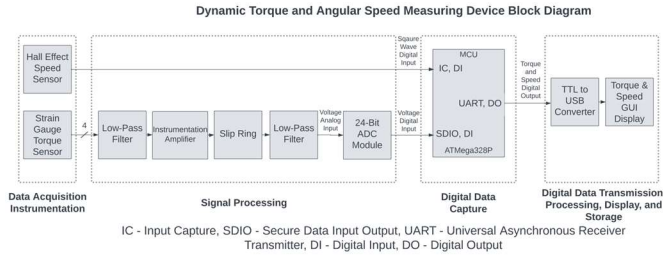 Dynamic Torque and Angular Speed Measuring Device Block Diagram
Hall Effect
Speed
Sensor
Sqaure
Wave
Digital
Input
MCU
IC, DI
UART, DO
SDIO, DI
ATMega328P
Torque
and
Speed
Digital
Output
TTL to
USB
Converter
Torque &
Speed
GUI
Display
Strain
Gauge
Torque
Sensor
4
Low-Pass
Filter
Instrumentation
Amplifier
Slip Ring
Low-Pass
Filter
Voltage
Analog
Input
24-Bit
ADC
Module
Voltage
Digital
Input
Data Acquisition
Instrumentation
Signal Processing
Digital Data
Capture
Digital Data Transmission
Processing, Display, and
Storage
IC - Input Capture, SDIO - Secure Data Input Output, UART - Universal Asynchronous Receiver
Transmitter, DI - Digital Input, DO - Digital Output